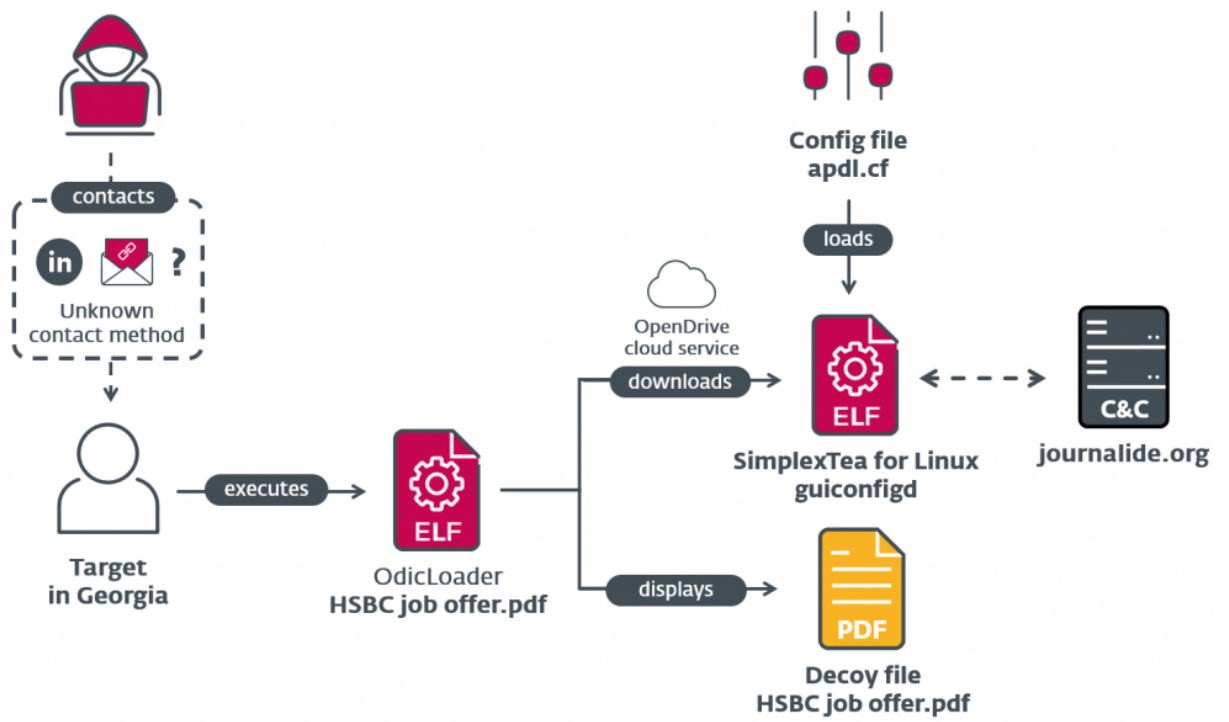 contacts
in
?
Unknown
contact method
Target
in Georgia
executes
ELF
OdicLoader
HSBC job offer.pdf
OpenDrive
cloud service
downloads
displays
Config file
apdl.cf
loads
ELF
SimplexTea for Linux
guiconfigd
C&C
journalide.org
PDF
Decoy file
HSBC job offer.pdf